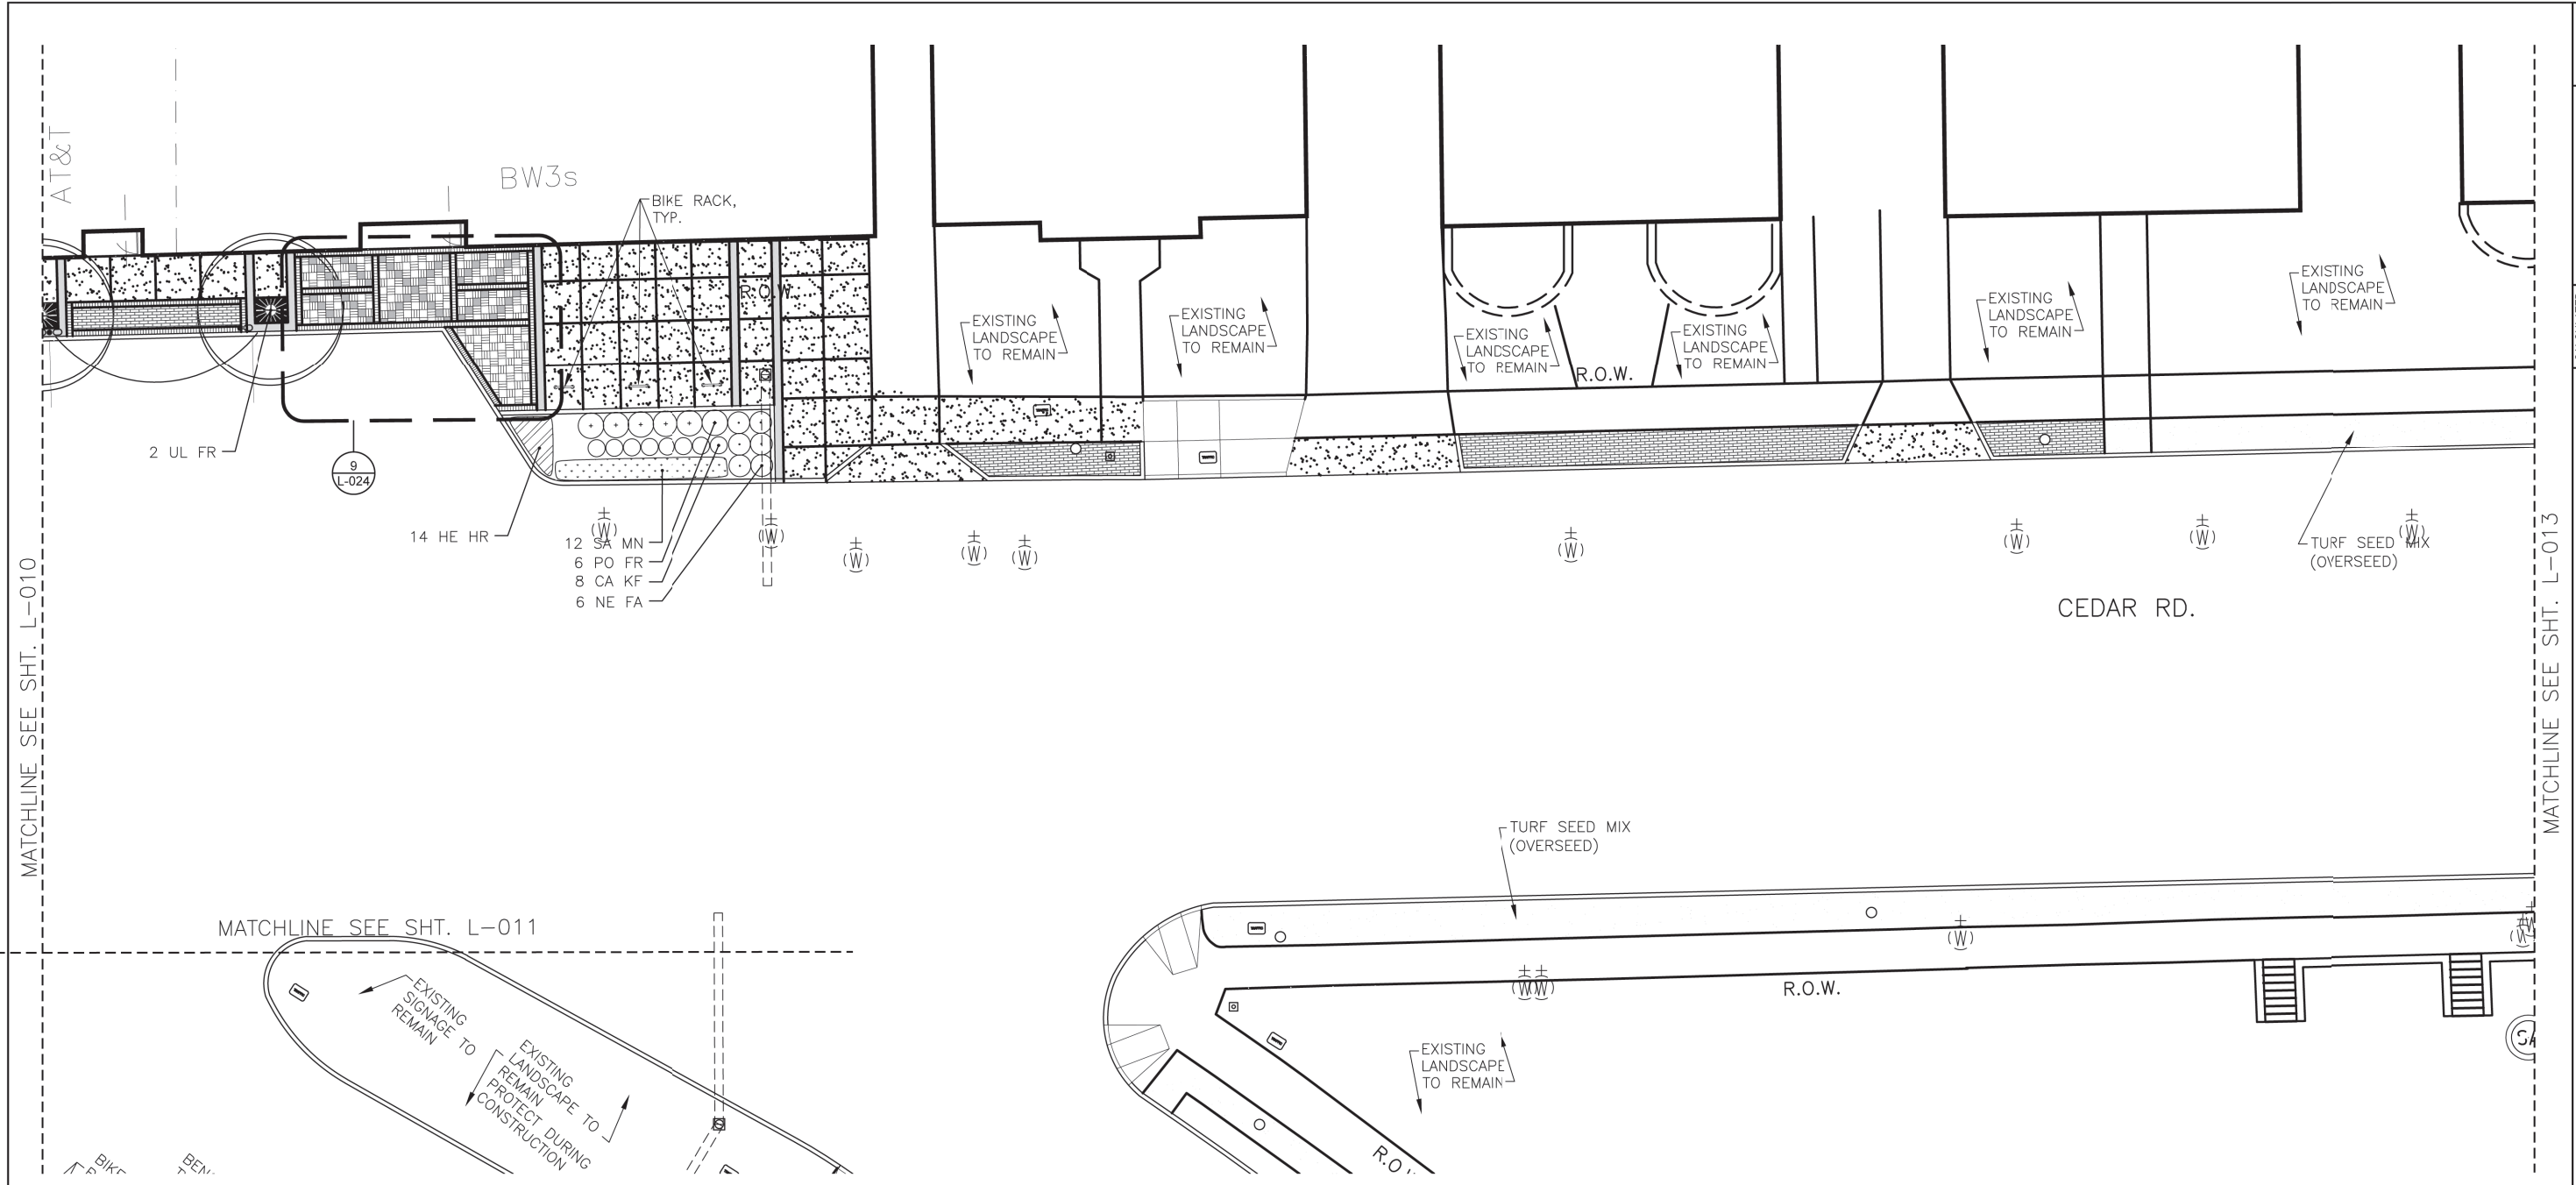 AT&T
BW3s
BIKE RACK,
TYP.
R.O.W.
EXISTING
LANDSCAPE
TO REMAIN
EXISTING
LANDSCAPE
TO REMAIN
EXISTING
LANDSCAPE
TO REMAIN
EXISTING
LANDSCAPE
TO REMAIN
R.O.W.
EXISTING
LANDSCAPE
TO REMAIN
EXISTING
LANDSCAPE
TO REMAIN
2 UL FR
9
L-024
14 HE HR
12 SA MN
6 PO FR
8 CA KF
6 NE FA
(W)
(W)
(W)
(W)
(W)
(W)
(W)
(W)
(W)
TURF SEED MIX
(OVERSEED)
CEDAR RD.
MATCHLINE SEE SHT. L-010
MATCHLINE SEE SHT. L-013
TURF SEED MIX
(OVERSEED)
MATCHLINE SEE SHT. L-011
(W)
(W)
(W)
(W)
(W)
R.O.W.
EXISTING
SIGNAGE TO
REMAIN
EXISTING
LANDSCAPE TO
REMAIN
PROTECT DURING
CONSTRUCTION
EXISTING
LANDSCAPE
TO REMAIN